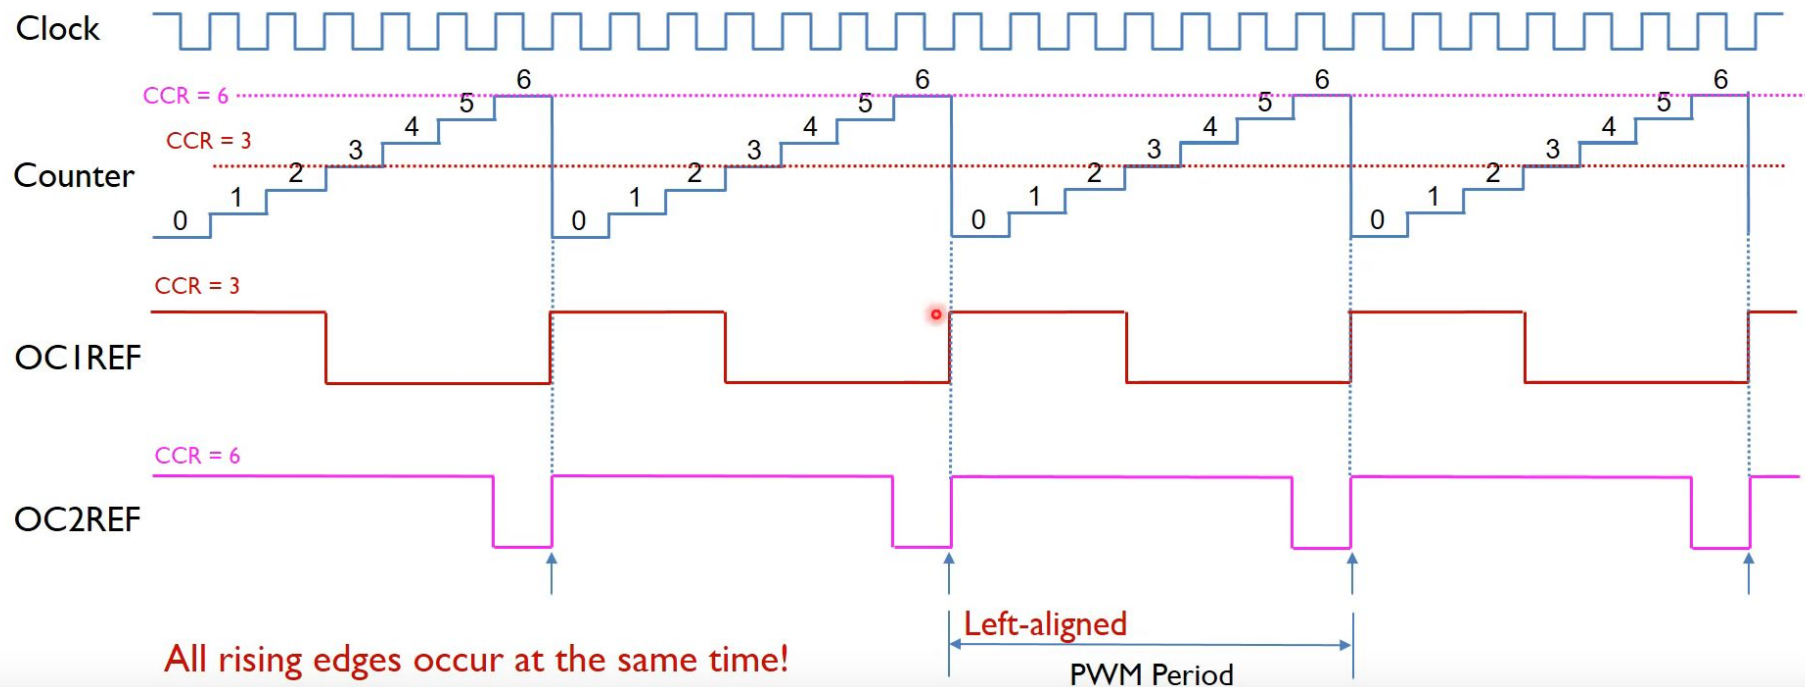 Clock
6 6 6 6
CCR = 6
5 5 5 5
4 4 4 4
CCR = 3
3 3 3 3
2 2 2 2
Counter
1 1 1 1
0 0 0 0
CCR = 3
OC1REF
CCR = 6
OC2REF
Left-aligned
All rising edges occur at the same time!
PWM Period